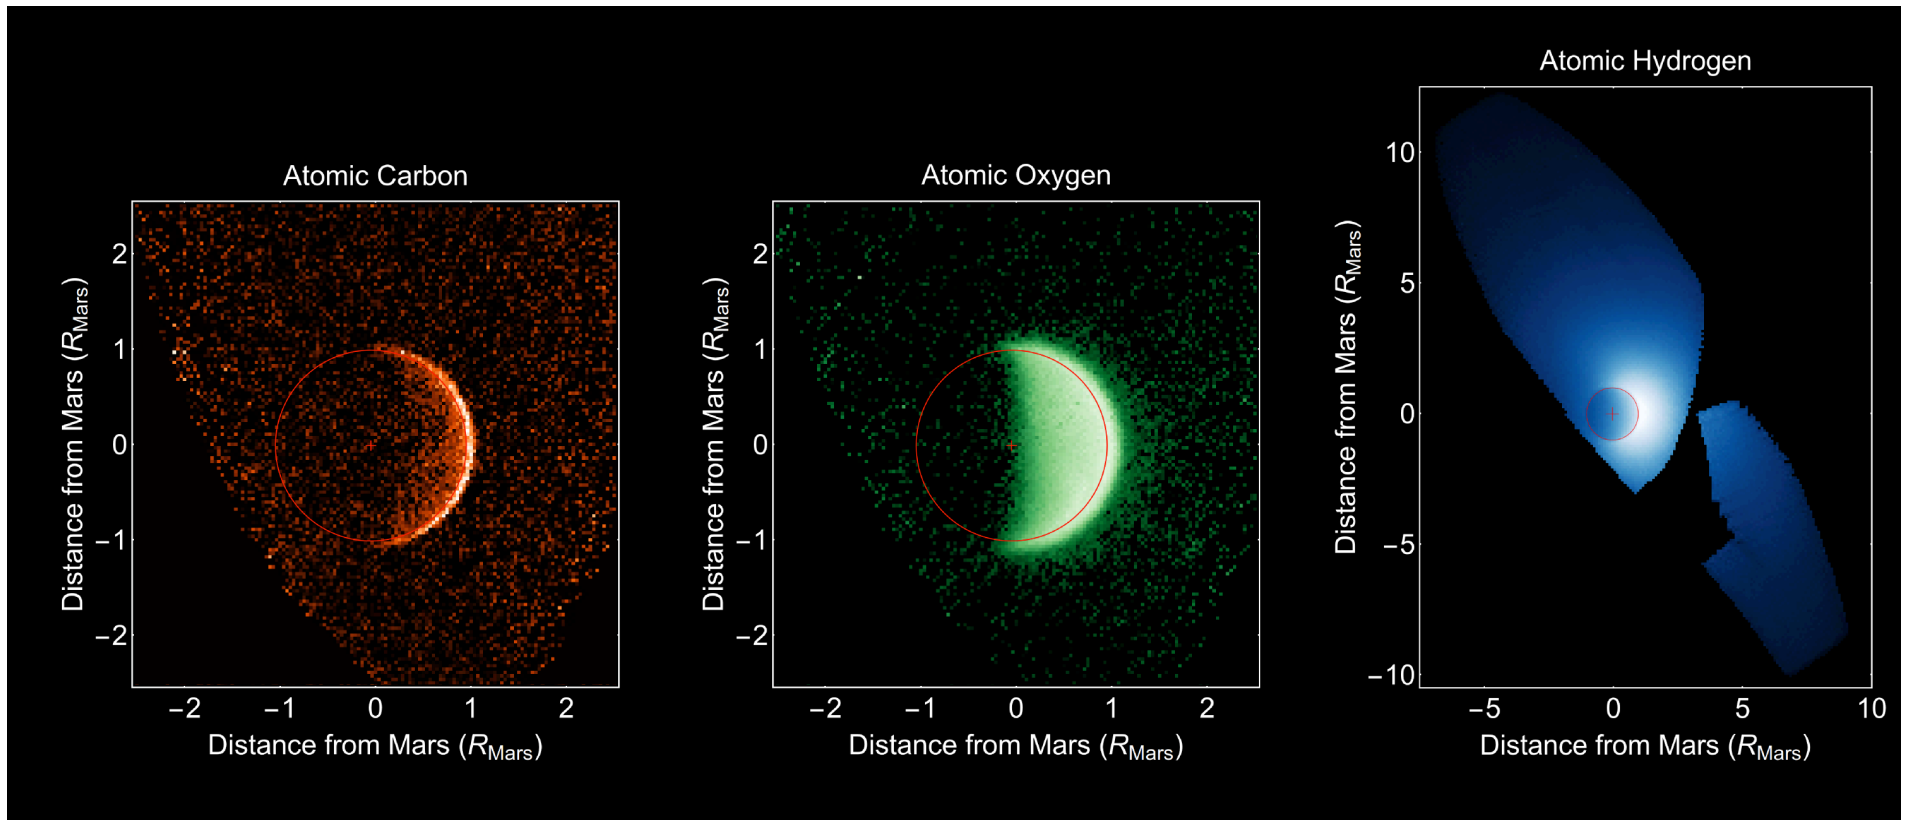 Atomic Carbon
Distance from Mars (RMars)
2
1
0
−1
−2
−2 −1 0 1 2
Distance from Mars (RMars)
Atomic Oxygen
Distance from Mars (RMars)
2
1
0
−1
−2
−2 −1 0 1 2
Distance from Mars (RMars)
Atomic Hydrogen
Distance from Mars (RMars)
10
5
0
−5
−10
−5 0 5 10
Distance from Mars (RMars)